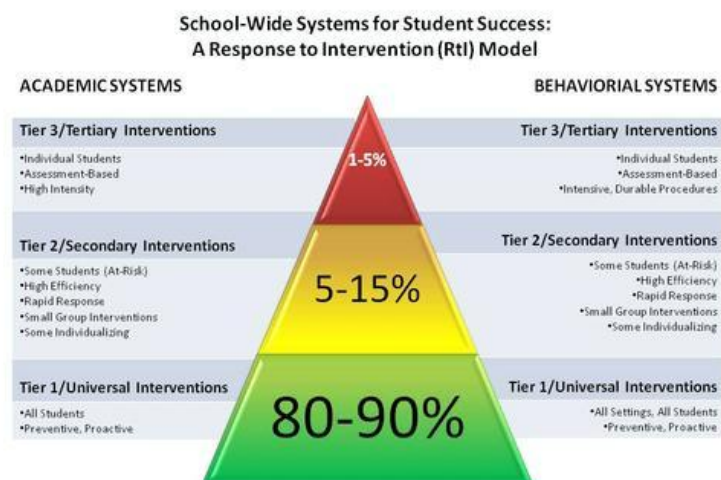 School-Wide Systems for Student Success:
A Response to Intervention (RtI) Model
ACADEMIC SYSTEMS
Tier 3/Tertiary Interventions
•Individual Students
•Assessment-Based
•High Intensity
Tier 2/Secondary Interventions
•Some Students (At-Risk)
•High Efficiency
•Rapid Response
•Small Group Interventions
•Some Individualizing
Tier 1/Universal Interventions
•All Students
•Preventive, Proactive
1-5%
5-15%
80-90%
BEHAVIORIAL SYSTEMS
Tier 3/Tertiary Interventions
•Individual Students
•Assessment-Based
•Intensive, Durable Procedures
Tier 2/Secondary Interventions
•Some Students (At-Risk)
•High Efficiency
•Rapid Response
•Small Group Interventions
•Some Individualizing
Tier 1/Universal Interventions
•All Settings, All Students
•Preventive, Proactive